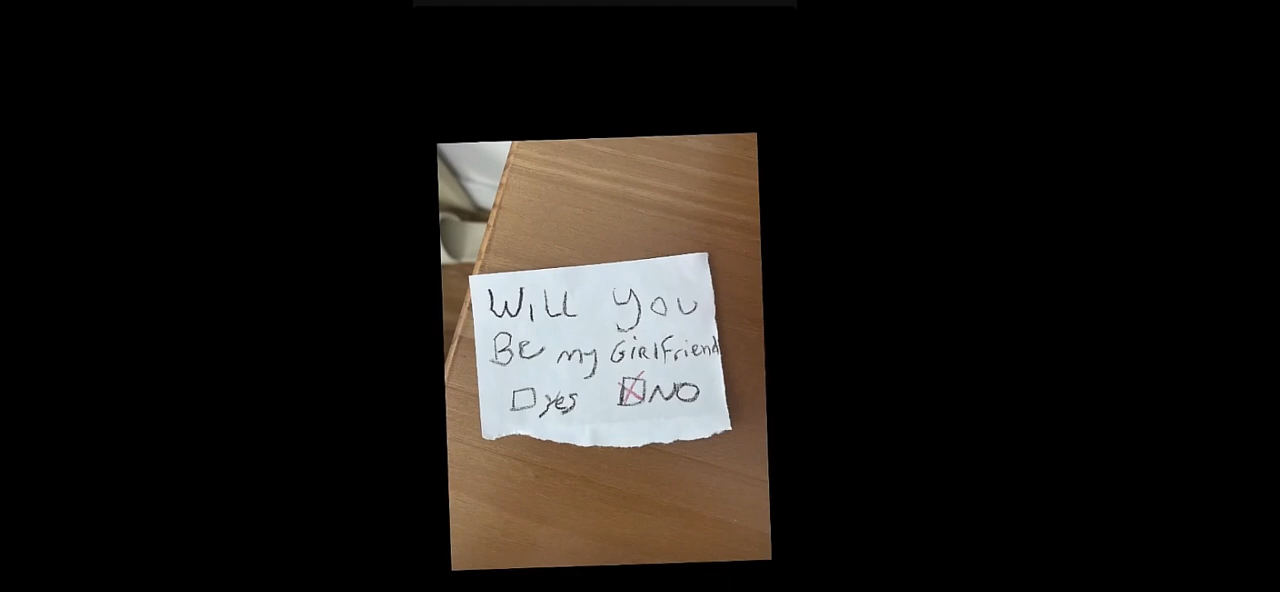 WILL you
BE my GiRlFriend
☐ yes ☒ NO